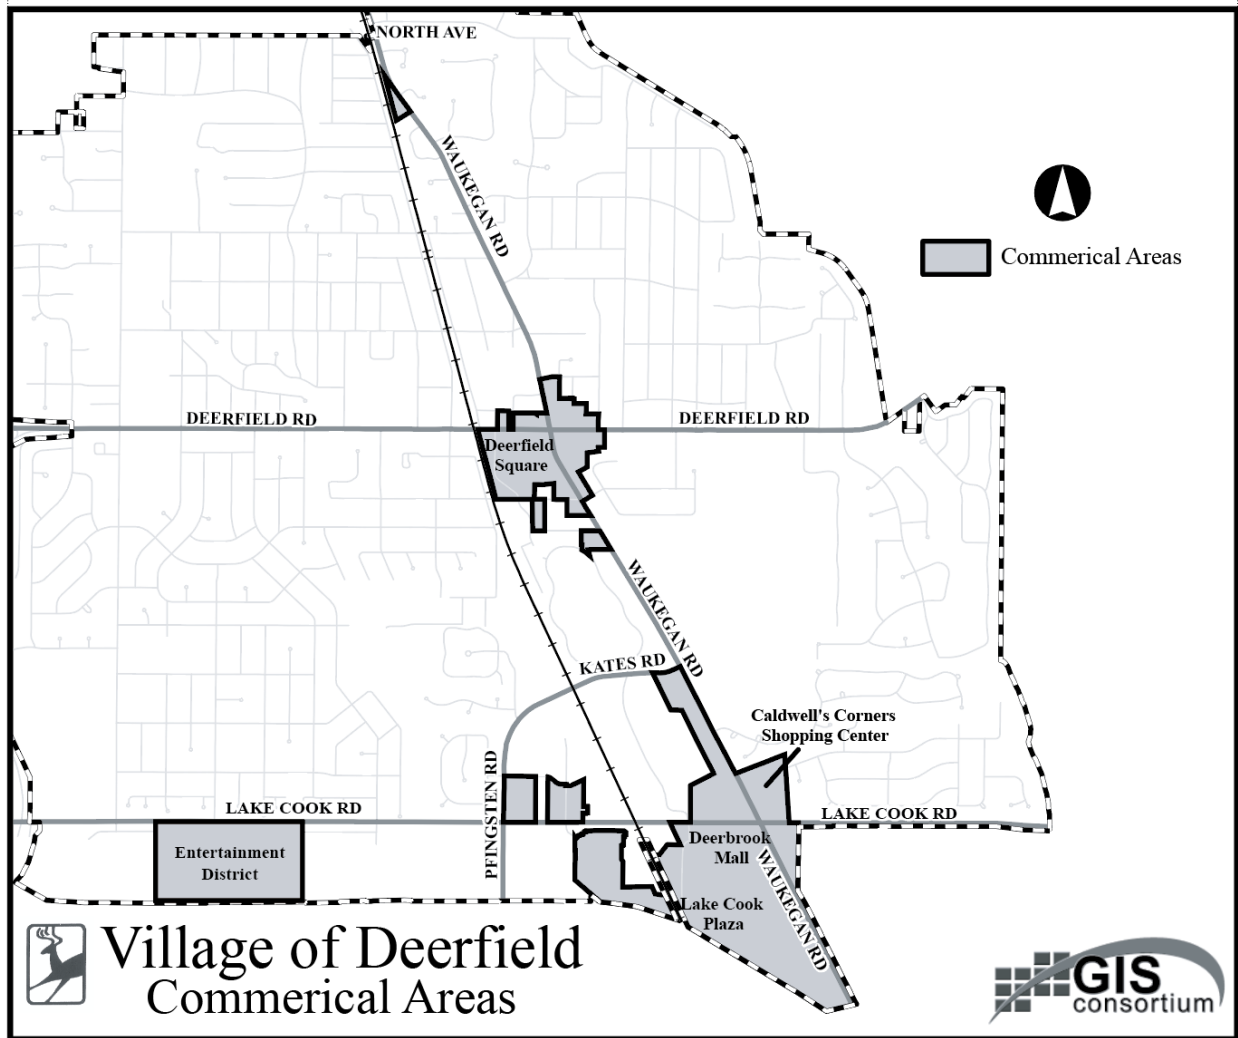 NORTH AVE
WAUKEGAN RD
Commerical Areas
DEERFIELD RD
DEERFIELD RD
Deerfield
Square
WAUKEGAN RD
KATES RD
Caldwell's Corners
Shopping Center
PFINGSTEN RD
LAKE COOK RD
LAKE COOK RD
Entertainment
District
Deerbrook
Mall
WAUKEGAN RD
Lake Cook
Plaza
Village of Deerfield
Commerical Areas
GIS
consortium